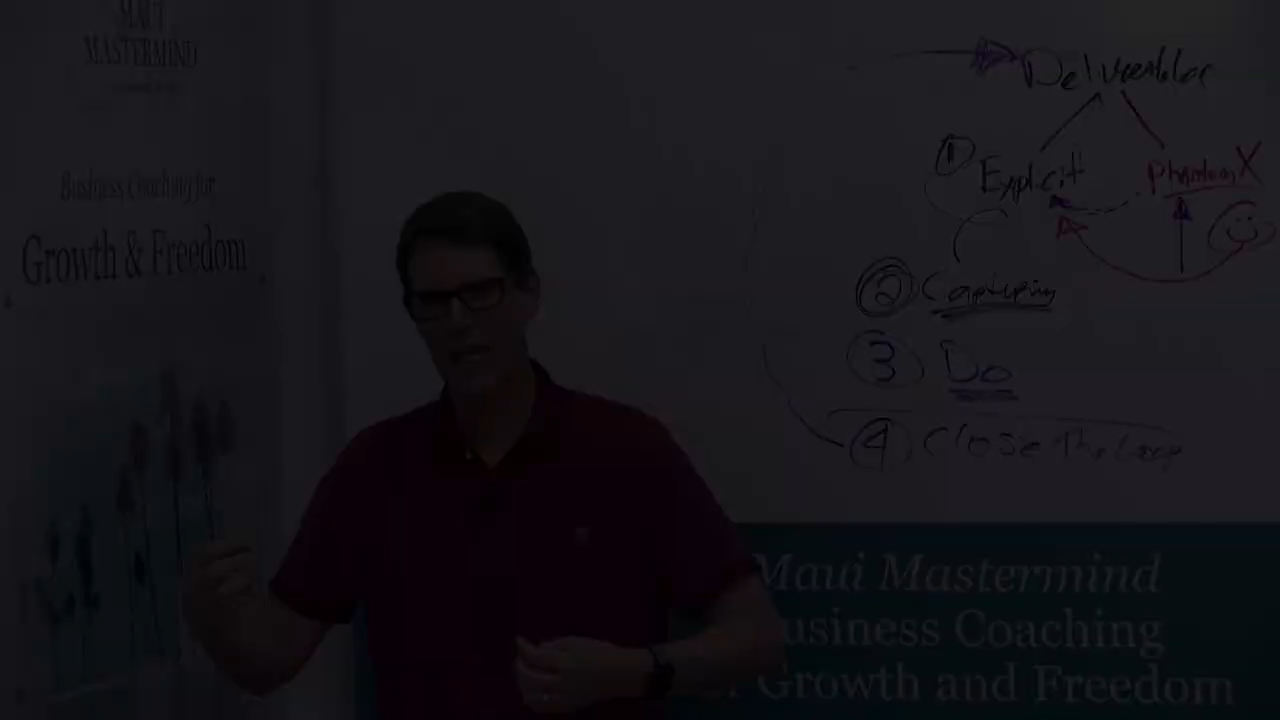 MAUI
MASTERMIND
Business Coaching for
Growth & Freedom
Deliverables
1 Explicit
Phantom X
2 Capturing
3 Do
4 Close The Loop
Maui Mastermind
usiness Coaching
r Growth and Freedom